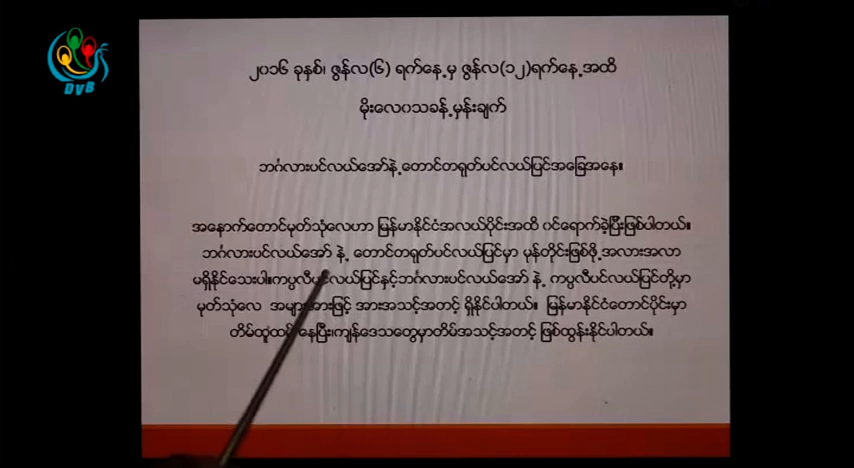 DVB
၂၀၁၆ ခုနှစ်၊ ဇွန်လ(၆) ရက်နေ့မှ ဇွန်လ(၁၂)ရက်နေ့အထိ
မိုးလေဝသခန့်မှန်းချက်
ဘင်္ဂလားပင်လယ်အော်နဲ့တောင်တရုတ်ပင်လယ်ပြင်အခြေအနေ။
အနောက်တောင်မုတ်သုံလေဟာ မြန်မာနိုင်ငံအလယ်ပိုင်းအထိ ဝင်ရောက်ခဲ့ပြီးဖြစ်ပါတယ်။
ဘင်္ဂလားပင်လယ်အော် နဲ့ တောင်တရုတ်ပင်လယ်ပြင်မှာ မုန်တိုင်းဖြစ်ဖို့အလားအလာ
မရှိနိုင်သေးပါ။ကပ္ပလီပင်လယ်ပြင်နှင့်ဘင်္ဂလားပင်လယ်အော် နဲ့ ကပ္ပလီပင်လယ်ပြင်တို့မှာ
မုတ်သုံလေ အများအားဖြင့် အားအသင့်အတင့် ရှိနိုင်ပါတယ်။ မြန်မာနိုင်ငံတောင်ပိုင်းမှာ
တိမ်ထူထပ်နေပြီး၊ကျန်ဒေသတွေမှာတိမ်အသင့်အတင့် ဖြစ်ထွန်းနိုင်ပါတယ်။